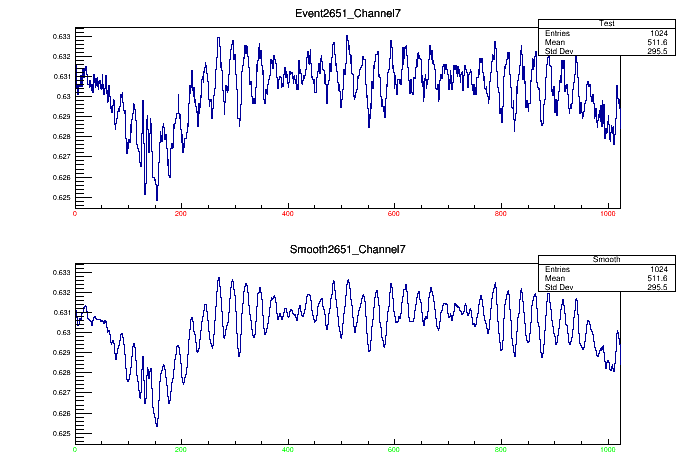 Event2651_Channel7
Test
Entries 1024
Mean 511.6
Std Dev 295.5
0.633
0.632
0.631
0.63
0.629
0.628
0.627
0.626
0.625
0 200 400 600 800 1000
Smooth2651_Channel7
Smooth
Entries 1024
Mean 511.6
Std Dev 295.5
0.633
0.632
0.631
0.63
0.629
0.628
0.627
0.626
0.625
0 200 400 600 800 1000